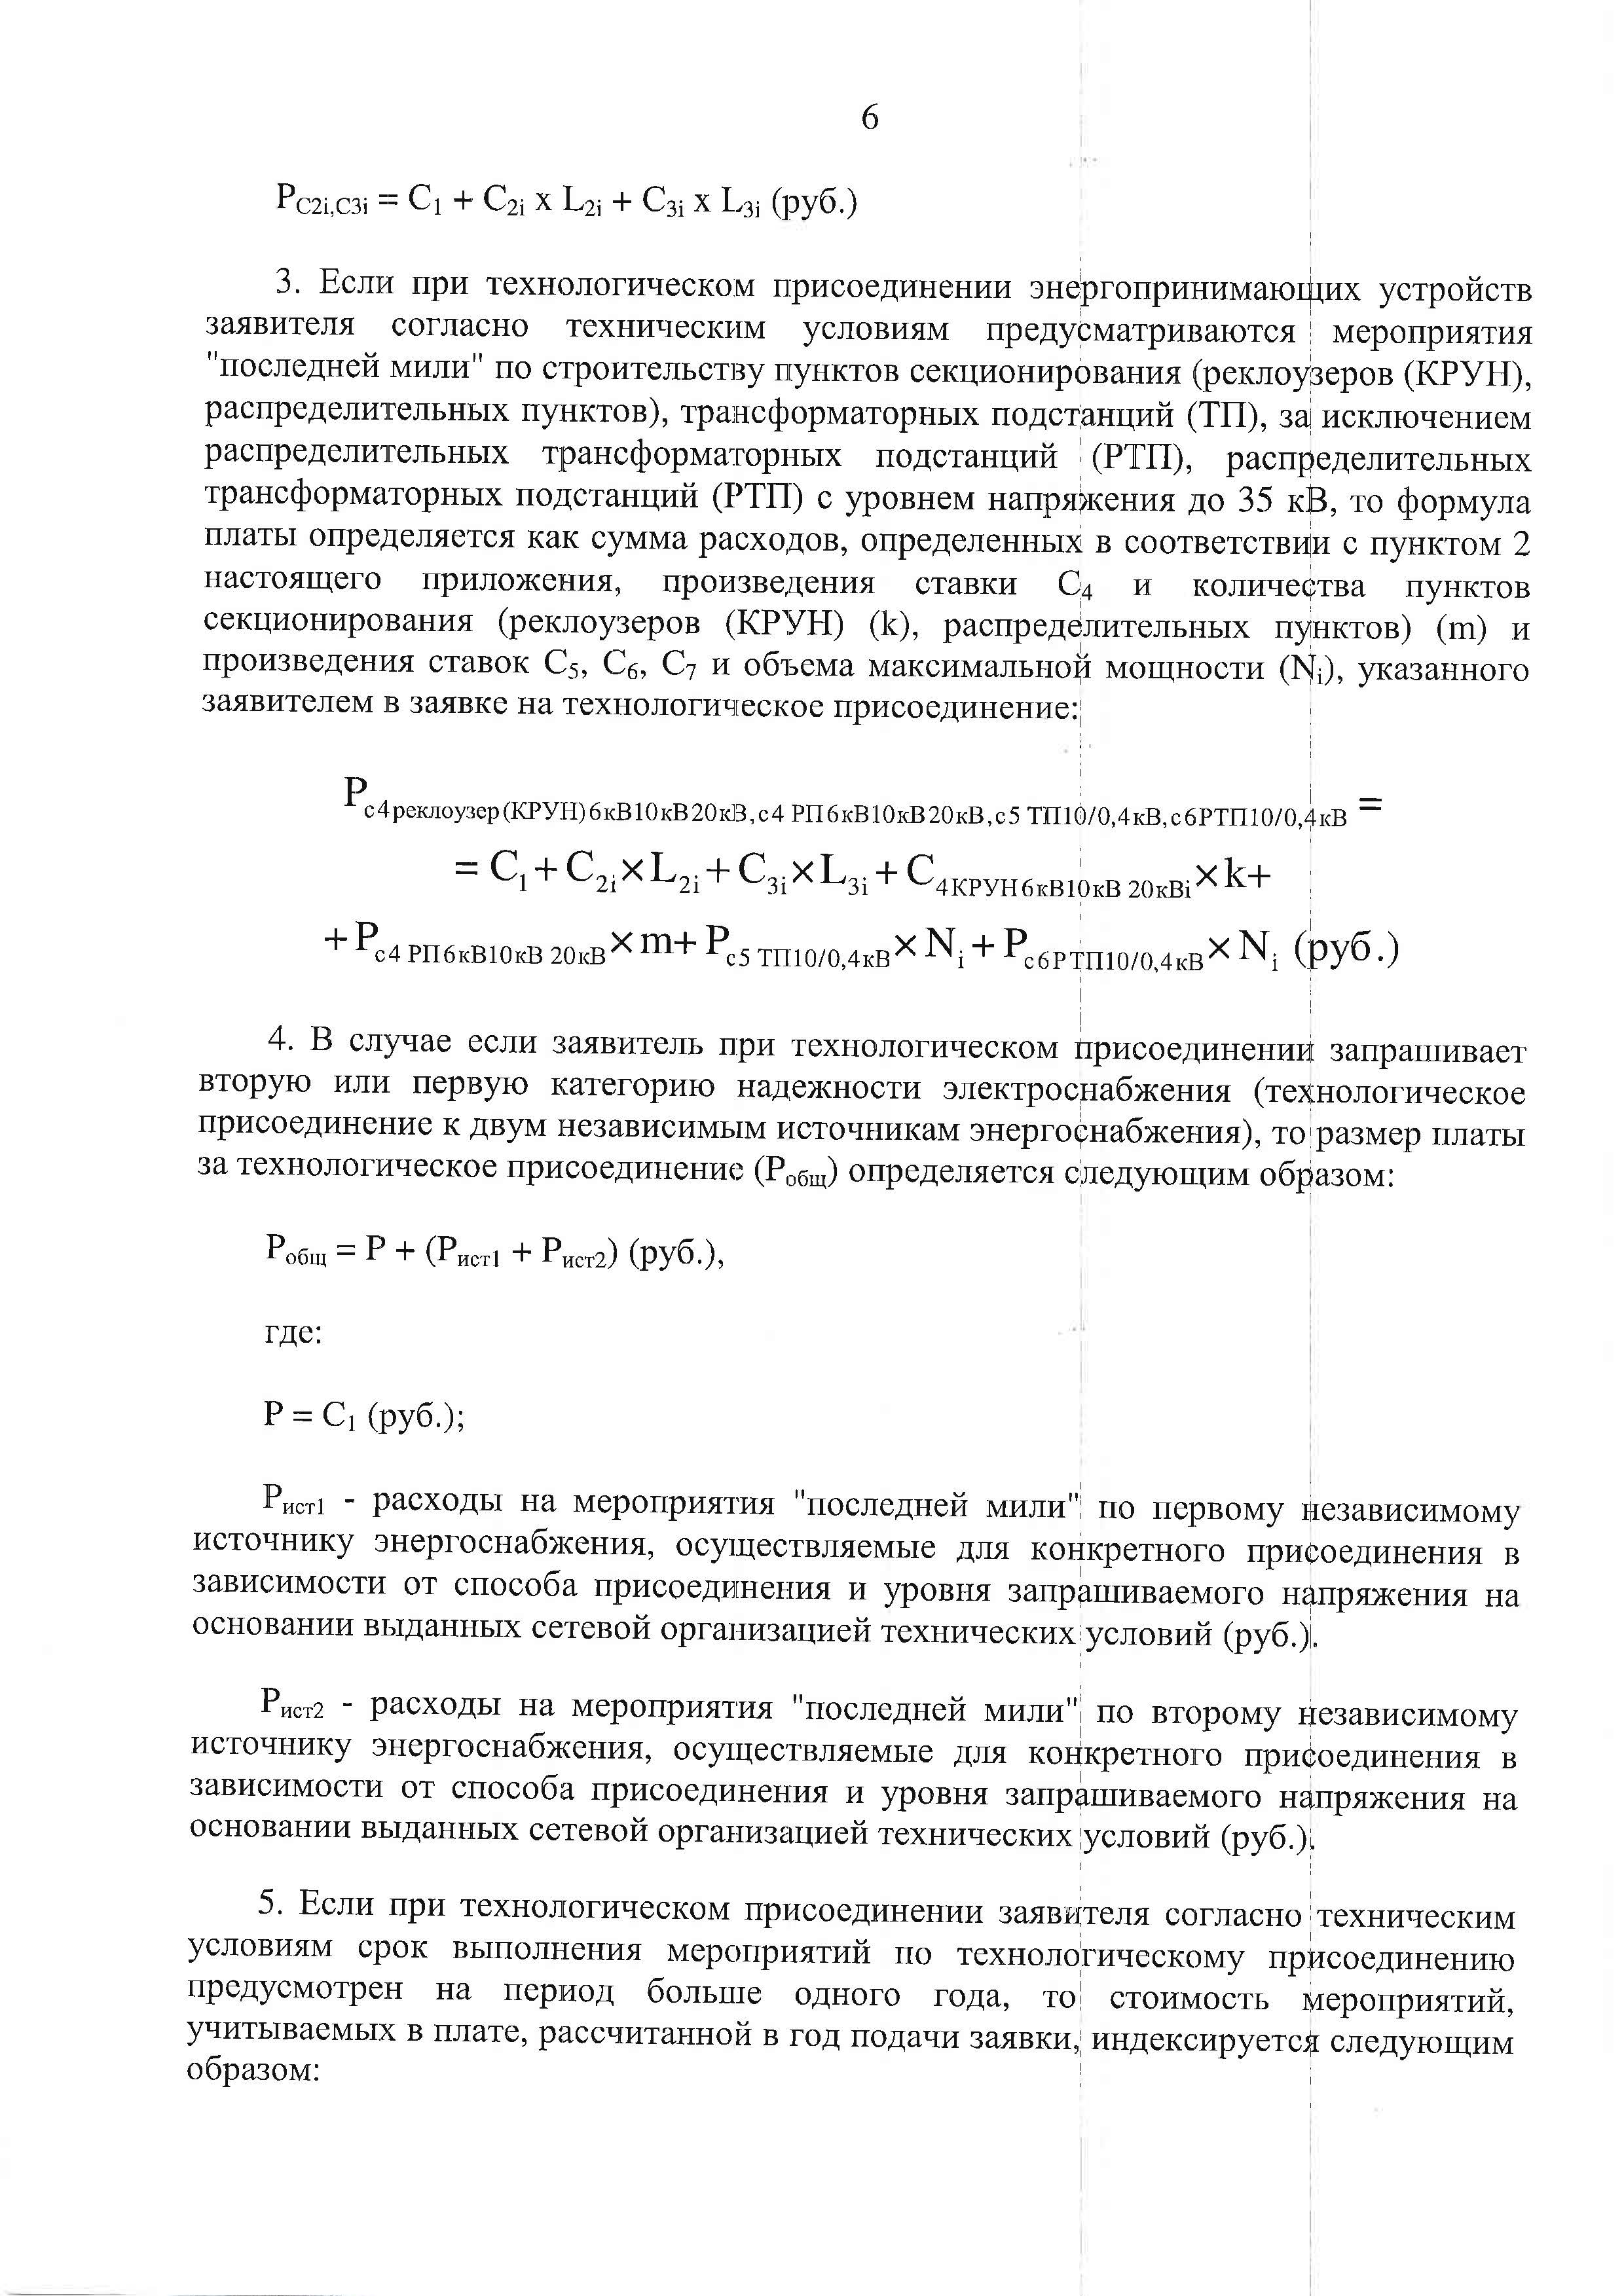 6
P_C2i,C3i = C1 + C2i x L2i + C3i x L3i (руб.)
3. Если при технологическом присоединении энергопринимающих устройств
заявителя согласно техническим условиям предусматриваются мероприятия
"последней мили" по строительству пунктов секционирования (реклоузеров (КРУН),
распределительных пунктов), трансформаторных подстанций (ТП), за исключением
распределительных трансформаторных подстанций (РТП), распределительных
трансформаторных подстанций (РТП) с уровнем напряжения до 35 кВ, то формула
платы определяется как сумма расходов, определенных в соответствии с пунктом 2
настоящего приложения, произведения ставки С4 и количества пунктов
секционирования (реклоузеров (КРУН) (k), распределительных пунктов) (m) и
произведения ставок С5, С6, С7 и объема максимальной мощности (Ni), указанного
заявителем в заявке на технологическое присоединение:
P с4реклоузер(КРУН)6кВ10кВ20кВ,с4 РП6кВ10кВ20кВ,с5 ТП10/0,4кВ,с6РТП10/0,4кВ =
= C1+C2i×L2i+C3i×L3i+C4КРУН6кВ10кВ 20кВi×k+
+Pс4 РП6кВ10кВ 20кВ×m+Pс5 ТП10/0,4кВ×Ni+Pс6РТП10/0,4кВ×Ni (руб.)
4. В случае если заявитель при технологическом присоединении запрашивает
вторую или первую категорию надежности электроснабжения (технологическое
присоединение к двум независимым источникам энергоснабжения), то размер платы
за технологическое присоединение (Робщ) определяется следующим образом:
Робщ = Р + (Рист1 + Рист2) (руб.),
где:
Р = С1 (руб.);
Рист1 - расходы на мероприятия "последней мили" по первому независимому
источнику энергоснабжения, осуществляемые для конкретного присоединения в
зависимости от способа присоединения и уровня запрашиваемого напряжения на
основании выданных сетевой организацией технических условий (руб.).
Рист2 - расходы на мероприятия "последней мили" по второму независимому
источнику энергоснабжения, осуществляемые для конкретного присоединения в
зависимости от способа присоединения и уровня запрашиваемого напряжения на
основании выданных сетевой организацией технических условий (руб.).
5. Если при технологическом присоединении заявителя согласно техническим
условиям срок выполнения мероприятий по технологическому присоединению
предусмотрен на период больше одного года, то стоимость мероприятий,
учитываемых в плате, рассчитанной в год подачи заявки, индексируется следующим
образом: